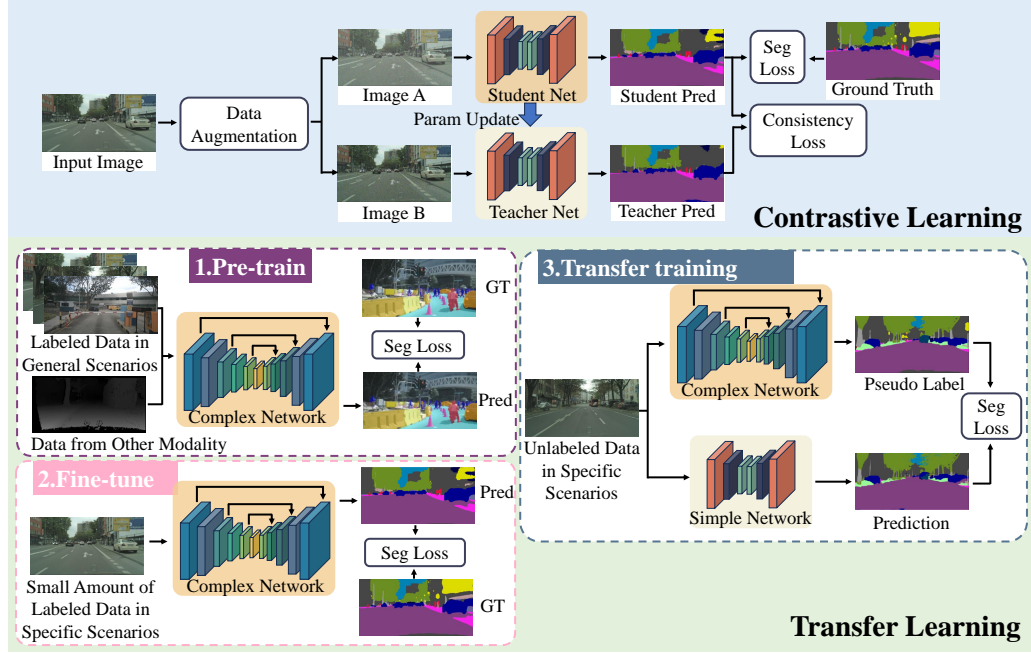 Input Image
Data
Augmentation
Image A
Image B
Student Net
Param Update
Teacher Net
Student Pred
Teacher Pred
Seg
Loss
Ground Truth
Consistency
Loss
Contrastive Learning
1.Pre-train
Labeled Data in
General Scenarios
Data from Other Modality
Complex Network
GT
Seg Loss
Pred
2.Fine-tune
Small Amount of
Labeled Data in
Specific Scenarios
Complex Network
Pred
Seg Loss
GT
3.Transfer training
Unlabeled Data
in Specific
Scenarios
Complex Network
Simple Network
Pseudo Label
Seg
Loss
Prediction
Transfer Learning